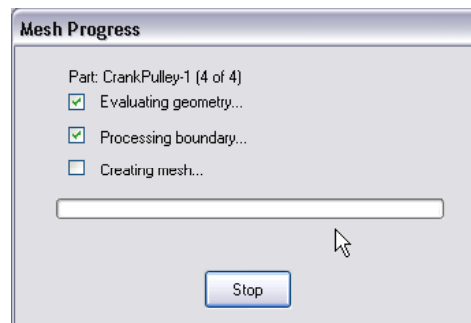 Mesh Progress
Part: CrankPulley-1 (4 of 4)
Evaluating geometry...
Processing boundary...
Creating mesh...
Stop